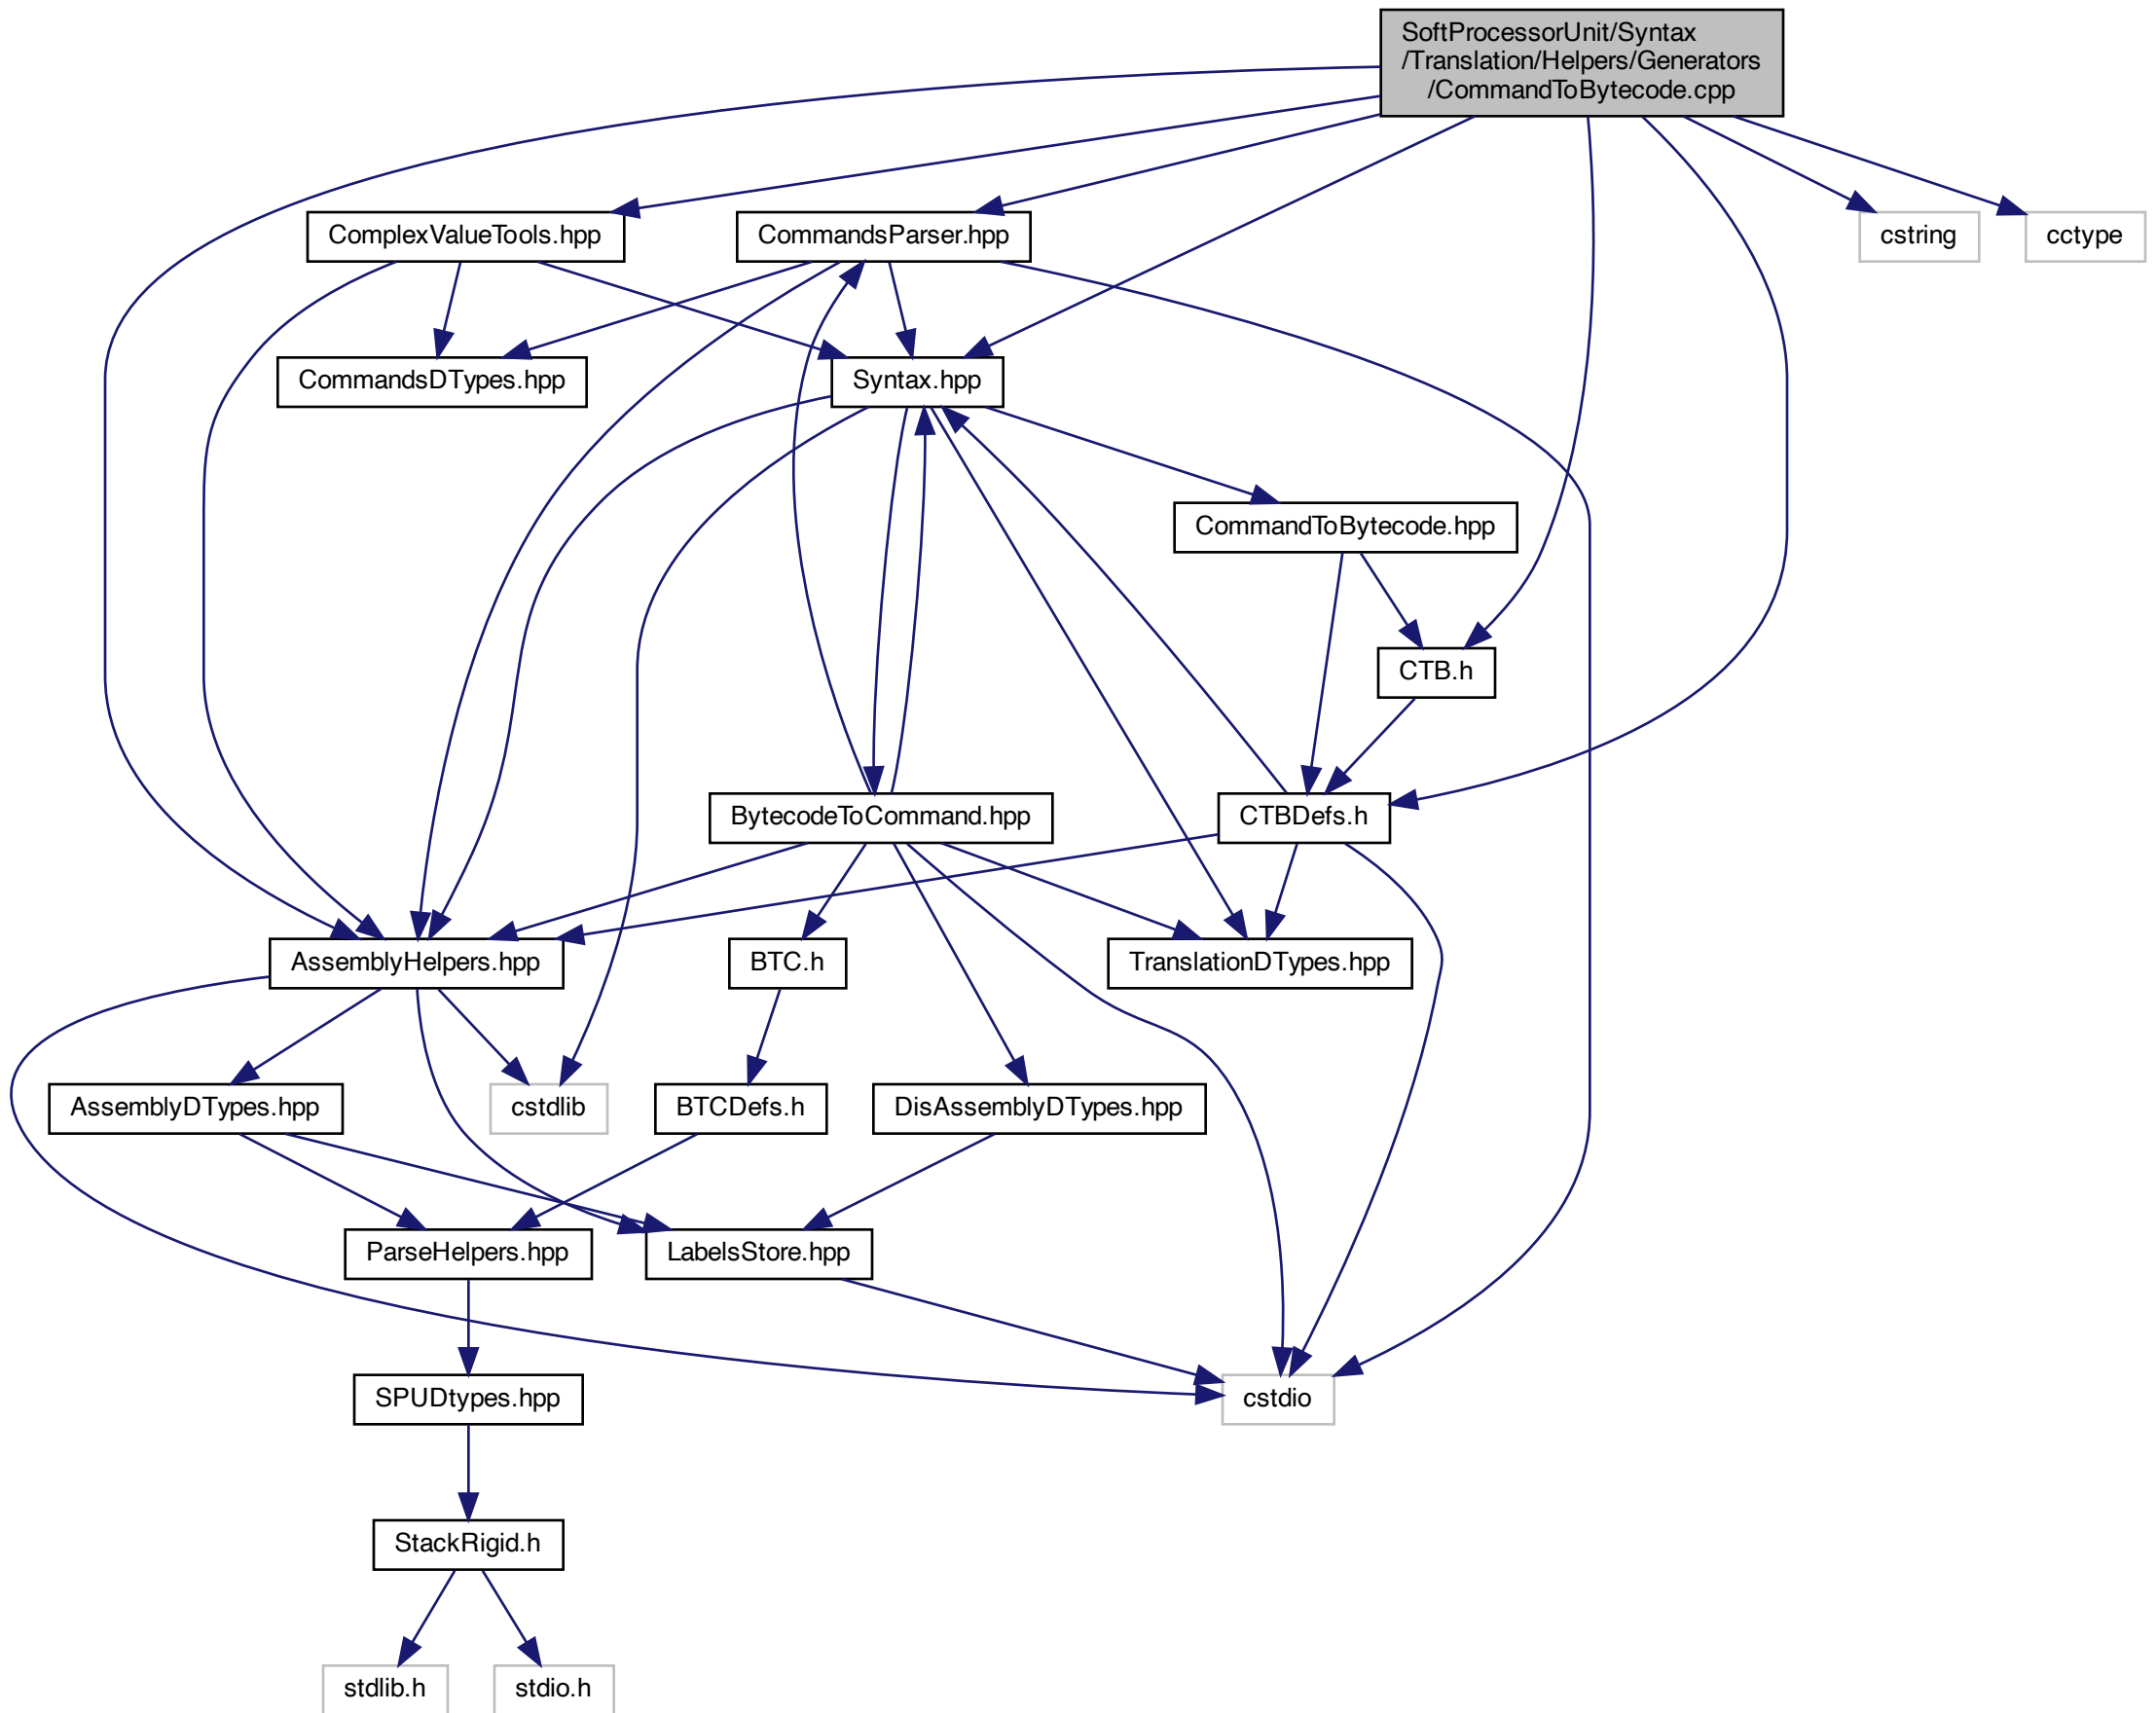 SoftProcessorUnit/Syntax
/Translation/Helpers/Generators
/CommandToBytecode.cpp
ComplexValueTools.hpp
CommandsParser.hpp
cstring
cctype
CommandsDTypes.hpp
Syntax.hpp
CommandToBytecode.hpp
CTB.h
BytecodeToCommand.hpp
CTBDefs.h
AssemblyHelpers.hpp
BTC.h
TranslationDTypes.hpp
AssemblyDTypes.hpp
cstdlib
BTCDefs.h
DisAssemblyDTypes.hpp
ParseHelpers.hpp
LabelsStore.hpp
SPUDtypes.hpp
cstdio
StackRigid.h
stdlib.h
stdio.h